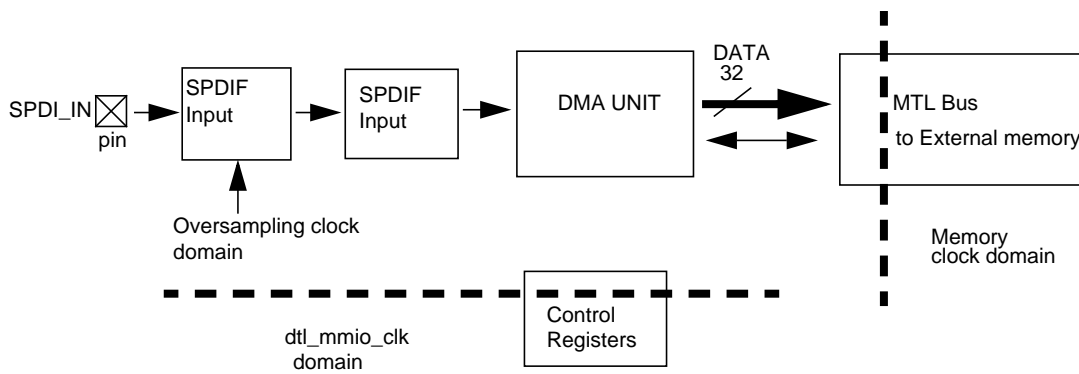 SPDI_IN
pin
SPDIF
Input
SPDIF
Input
DMA UNIT
DATA
32
MTL Bus
to External memory
Oversampling clock
domain
Memory
clock domain
Control
Registers
dtl_mmio_clk
domain